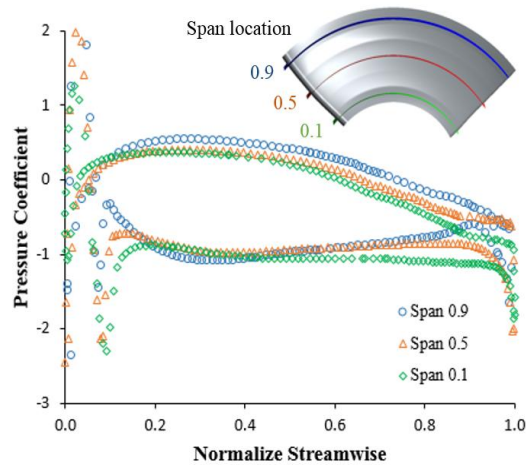 Span location
0.9
0.5
0.1
2
1
0
-1
-2
-3
Pressure Coefficient
Span 0.9
Span 0.5
Span 0.1
0.0 0.2 0.4 0.6 0.8 1.0
Normalize Streamwise